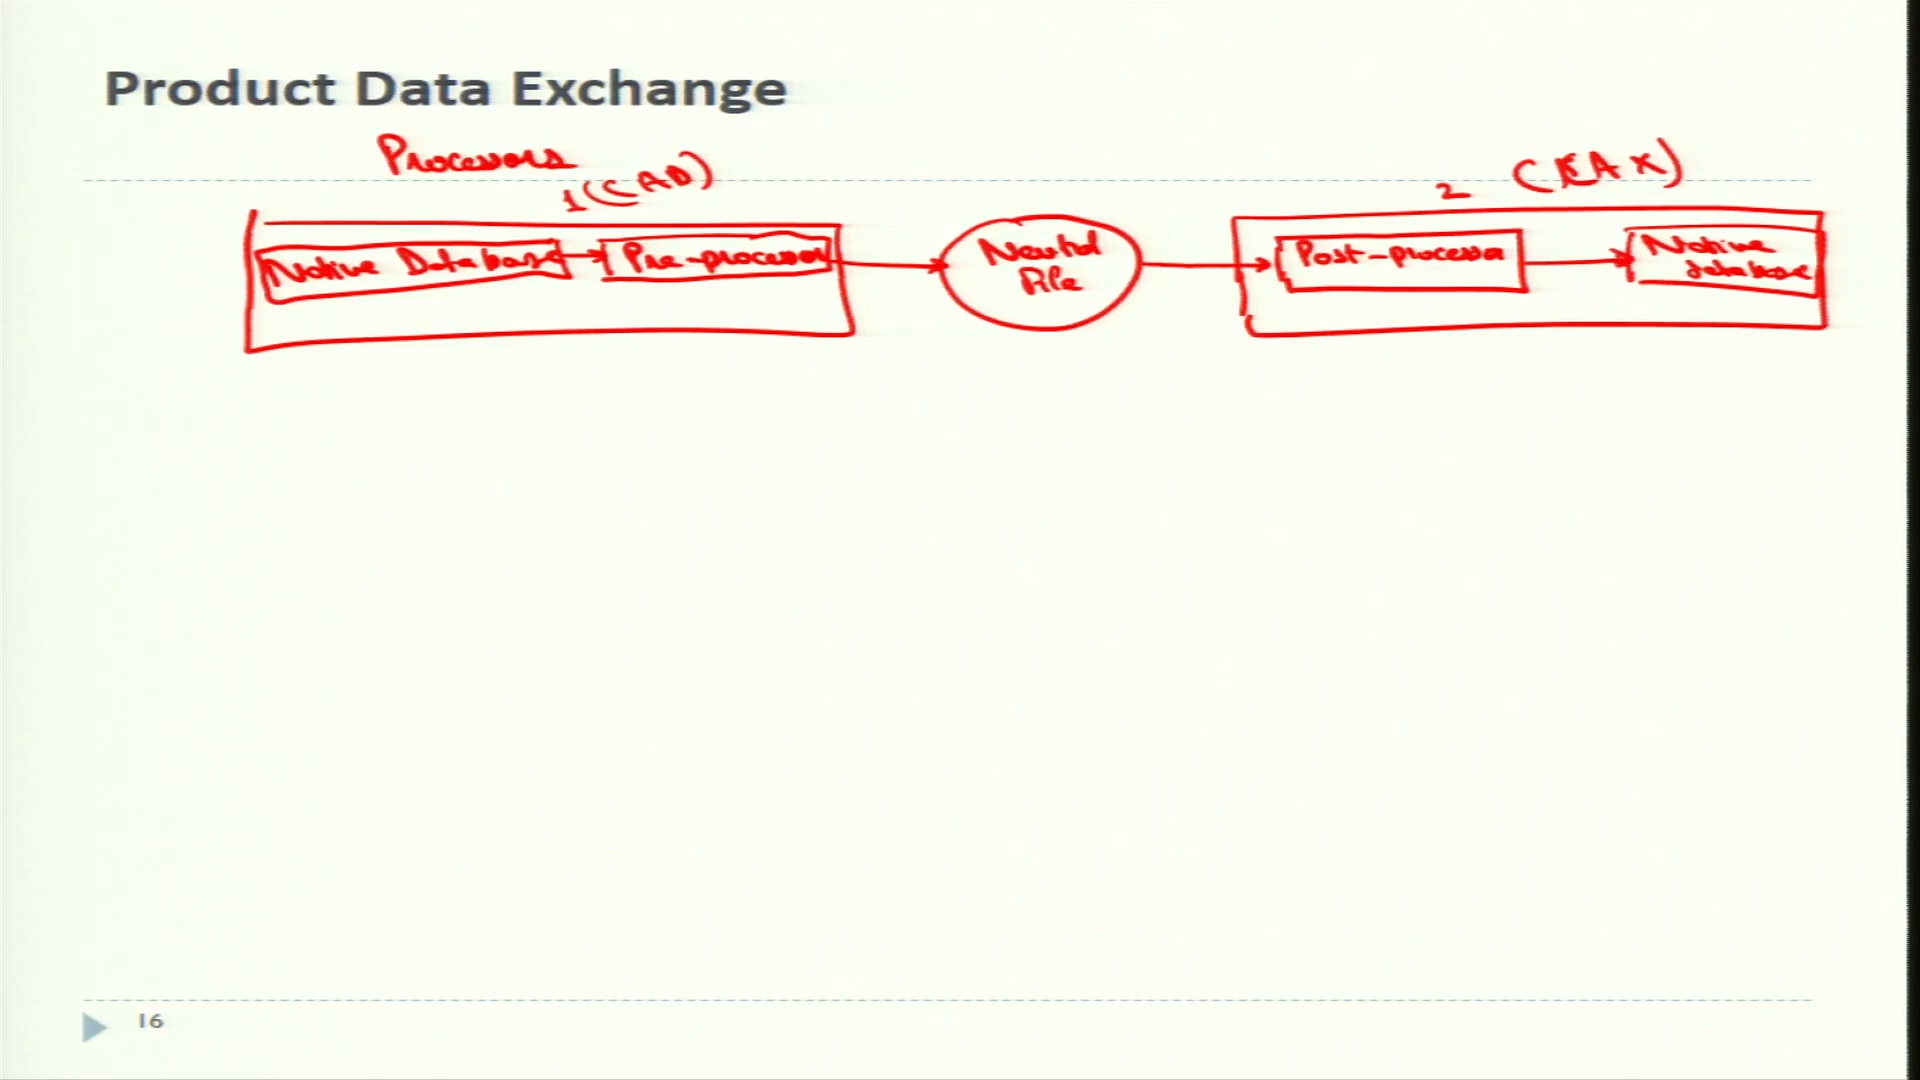 Product Data Exchange
Processors
1 (CAD)
2 (CAX)
Native Database
Pre-processor
Neutral
File
Post-processor
Native
database
16